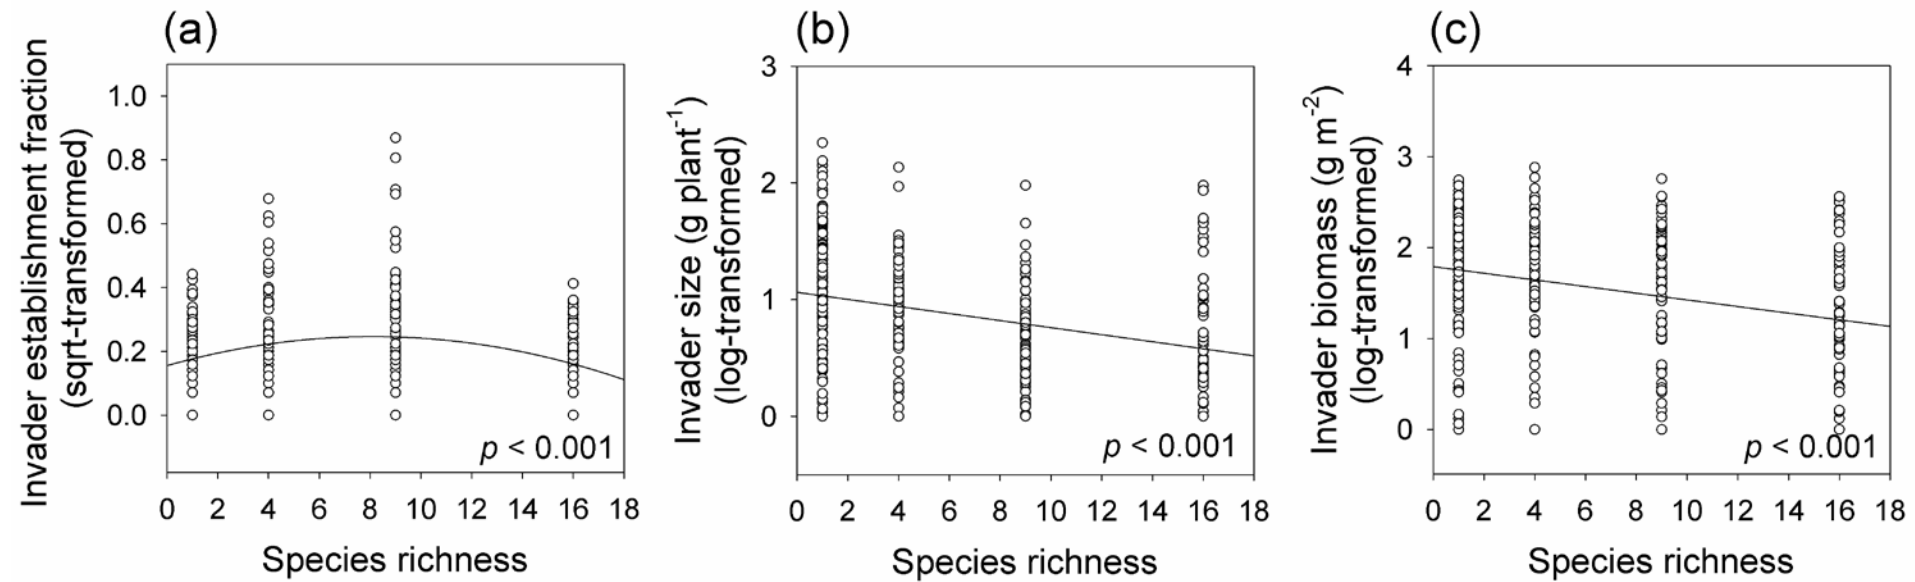 (a)
Invader establishment fraction
(sqrt-transformed)
1.0
0.8
0.6
0.4
0.2
0.0
p < 0.001
0 2 4 6 8 10 12 14 16 18
Species richness
(b)
Invader size (g plant⁻¹)
(log-transformed)
3
2
1
0
p < 0.001
0 2 4 6 8 10 12 14 16 18
Species richness
(c)
Invader biomass (g m⁻²)
(log-transformed)
4
3
2
1
0
p < 0.001
0 2 4 6 8 10 12 14 16 18
Species richness